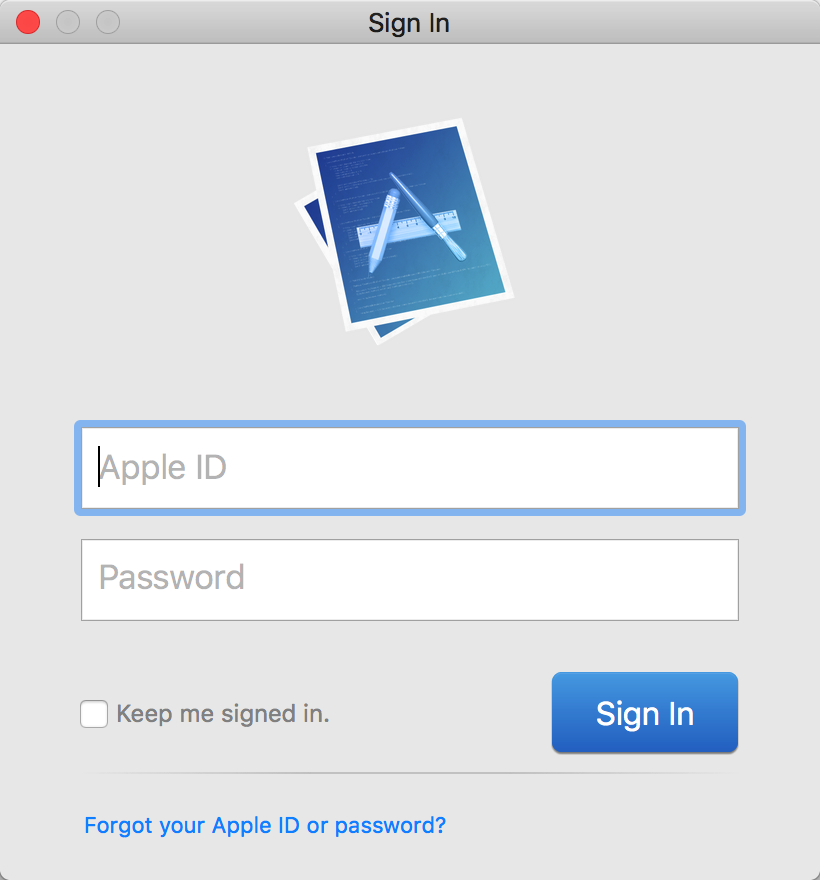 Sign In
Apple ID
Password
Keep me signed in.
Sign In
Forgot your Apple ID or password?